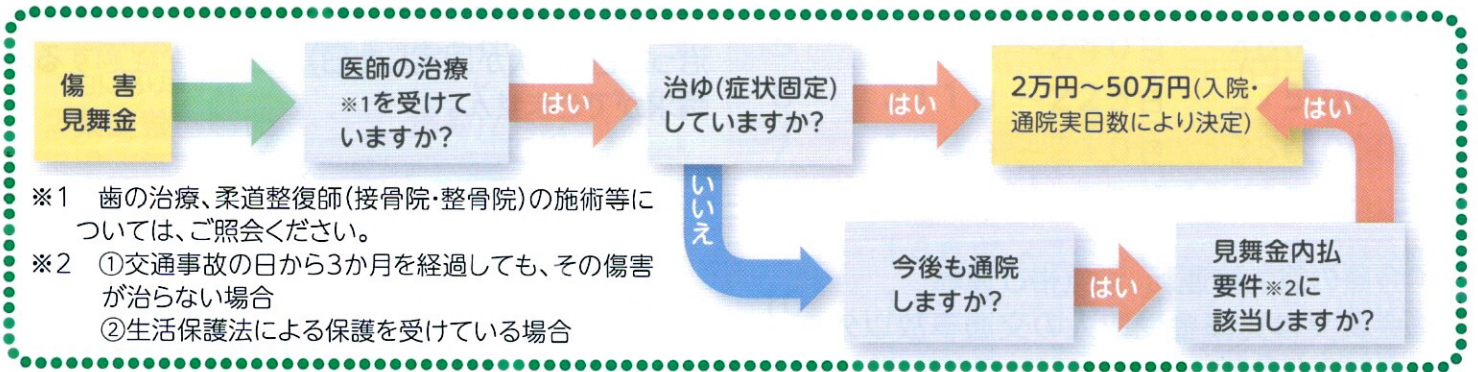 傷　害
見舞金
医師の治療
※1を受けて
いますか?
はい
治ゆ(症状固定)
していますか?
はい
2万円～50万円(入院・
通院実日数により決定)
はい
いいえ
今後も通院
しますか?
はい
見舞金内払
要件※2に
該当しますか?
※1　歯の治療、柔道整復師(接骨院・整骨院)の施術等に
ついては、ご照会ください。
※2　①交通事故の日から3か月を経過しても、その傷害
が治らない場合
②生活保護法による保護を受けている場合